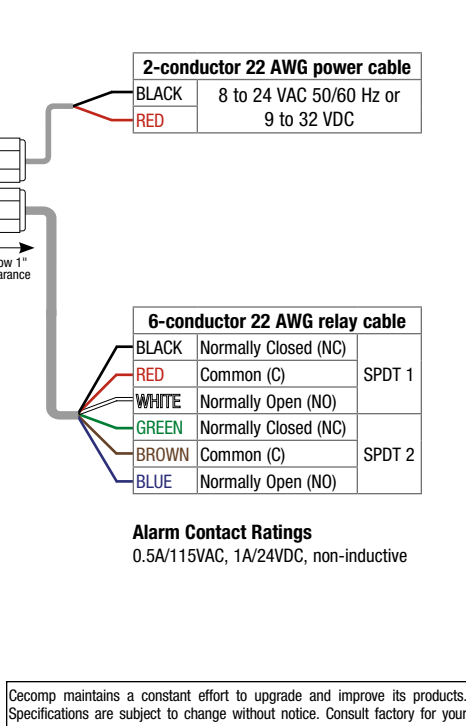 2-conductor 22 AWG power cable
BLACK 8 to 24 VAC 50/60 Hz or
RED 9 to 32 VDC
1"
6-conductor 22 AWG relay cable
BLACK Normally Closed (NC)
RED Common (C) SPDT 1
WHITE Normally Open (NO)
GREEN Normally Closed (NC)
BROWN Common (C) SPDT 2
BLUE Normally Open (NO)
Alarm Contact Ratings
0.5A/115VAC, 1A/24VDC, non-inductive
Cecomp maintains a constant effort to upgrade and improve its products.
Specifications are subject to change without notice. Consult factory for your